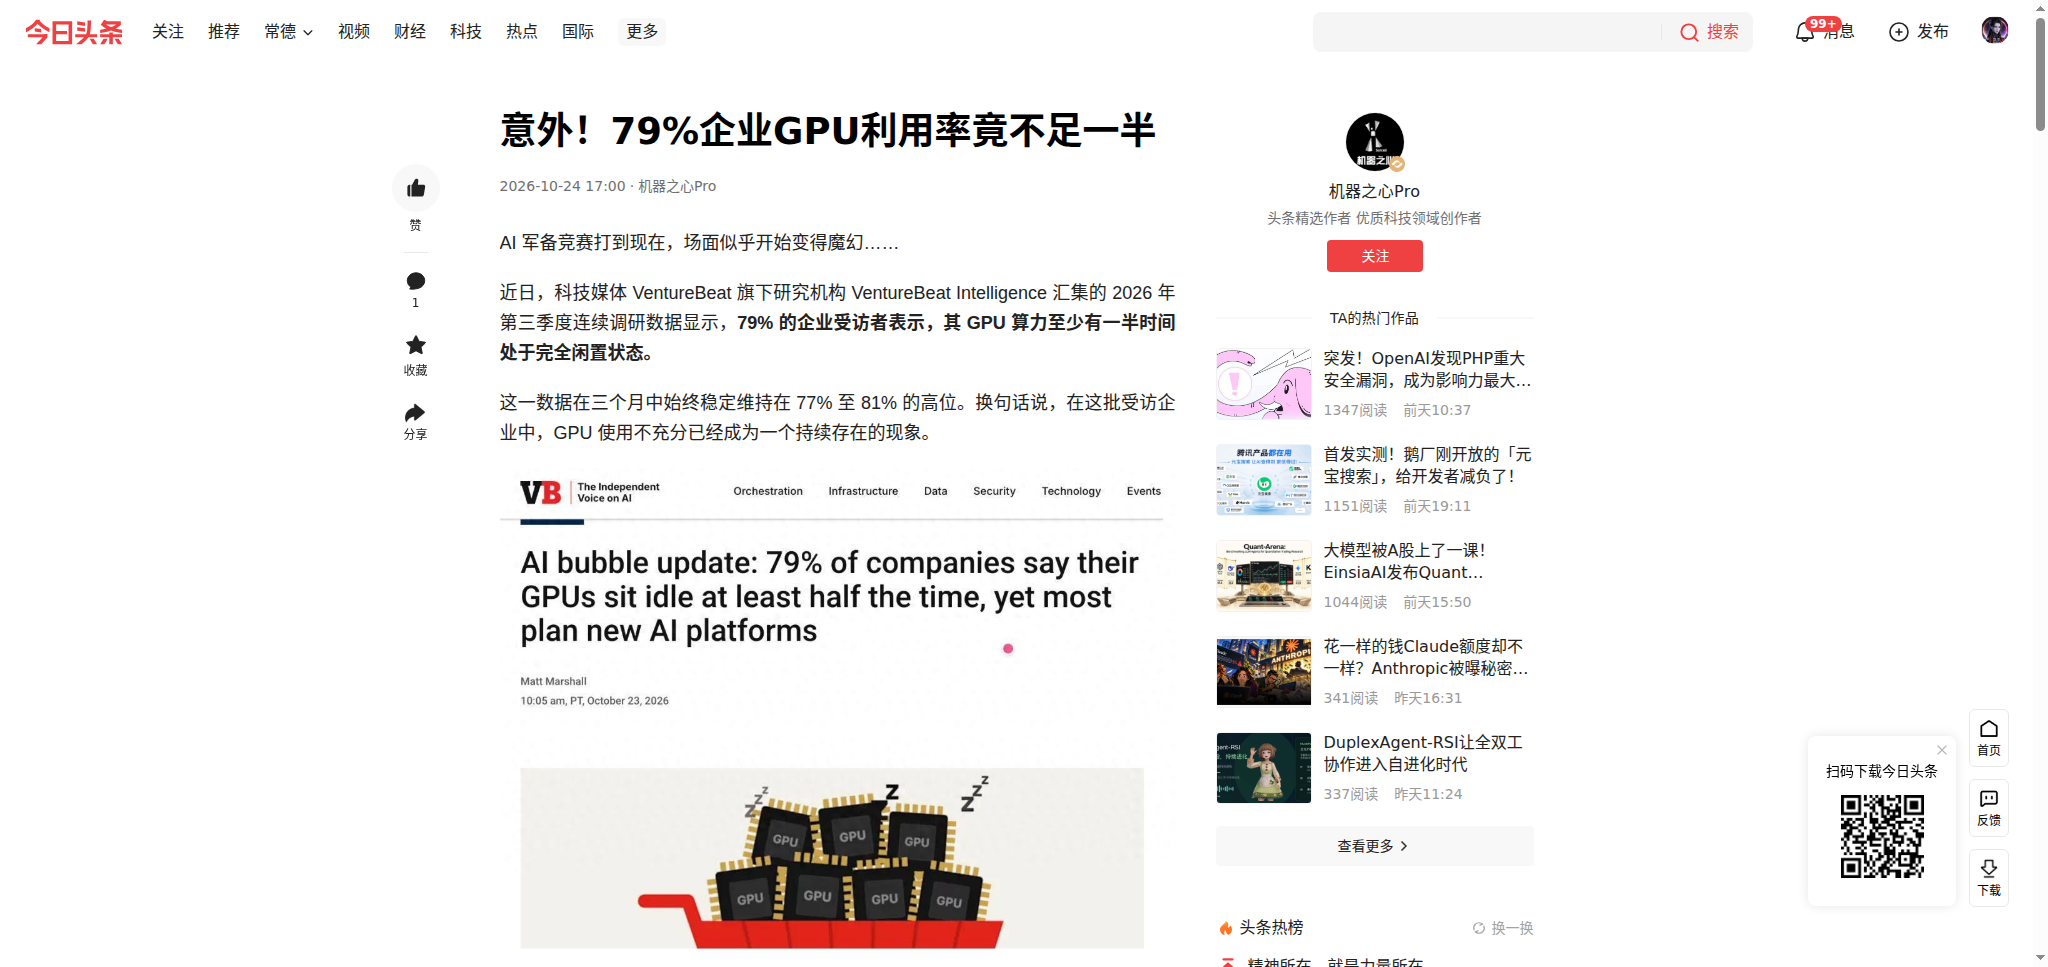 今日头条
关注 推荐 常德 视频 财经 科技 热点 国际 更多
搜索
99+
消息
发布
意外！79%企业GPU利用率竟不足一半
2026-10-24 17:00 · 机器之心Pro
赞
1
收藏
分享
AI 军备竞赛打到现在，场面似乎开始变得魔幻……
近日，科技媒体 VentureBeat 旗下研究机构 VentureBeat Intelligence 汇集的 2026 年
第三季度连续调研数据显示，79% 的企业受访者表示，其 GPU 算力至少有一半时间
处于完全闲置状态。
这一数据在三个月中始终稳定维持在 77% 至 81% 的高位。换句话说，在这批受访企
业中，GPU 使用不充分已经成为一个持续存在的现象。
VB
The Independent
Voice on AI
Orchestration Infrastructure Data Security Technology Events
AI bubble update: 79% of companies say their
GPUs sit idle at least half the time, yet most
plan new AI platforms
Matt Marshall
10:05 am, PT, October 23, 2026
z z z z z z
GPU GPU GPU
GPU GPU GPU GPU
机器之心Pro
头条精选作者 优质科技领域创作者
关注
TA的热门作品
突发！OpenAI发现PHP重大
安全漏洞，成为影响力最大...
1347阅读 前天10:37
腾讯产品都在用
首发实测！鹅厂刚开放的「元
宝搜索」，给开发者减负了！
1151阅读 前天19:11
Quant-Arena:
大模型被A股上了一课！
EinsiaAI发布Quant...
1044阅读 前天15:50
ANTHROPI
花一样的钱Claude额度却不
一样？Anthropic被曝秘密...
341阅读 昨天16:31
gent-RSI
DuplexAgent-RSI让全双工
协作进入自进化时代
337阅读 昨天11:24
查看更多
头条热榜
换一换
精神所在，就是力量所在
扫码下载今日头条
首页
反馈
下载